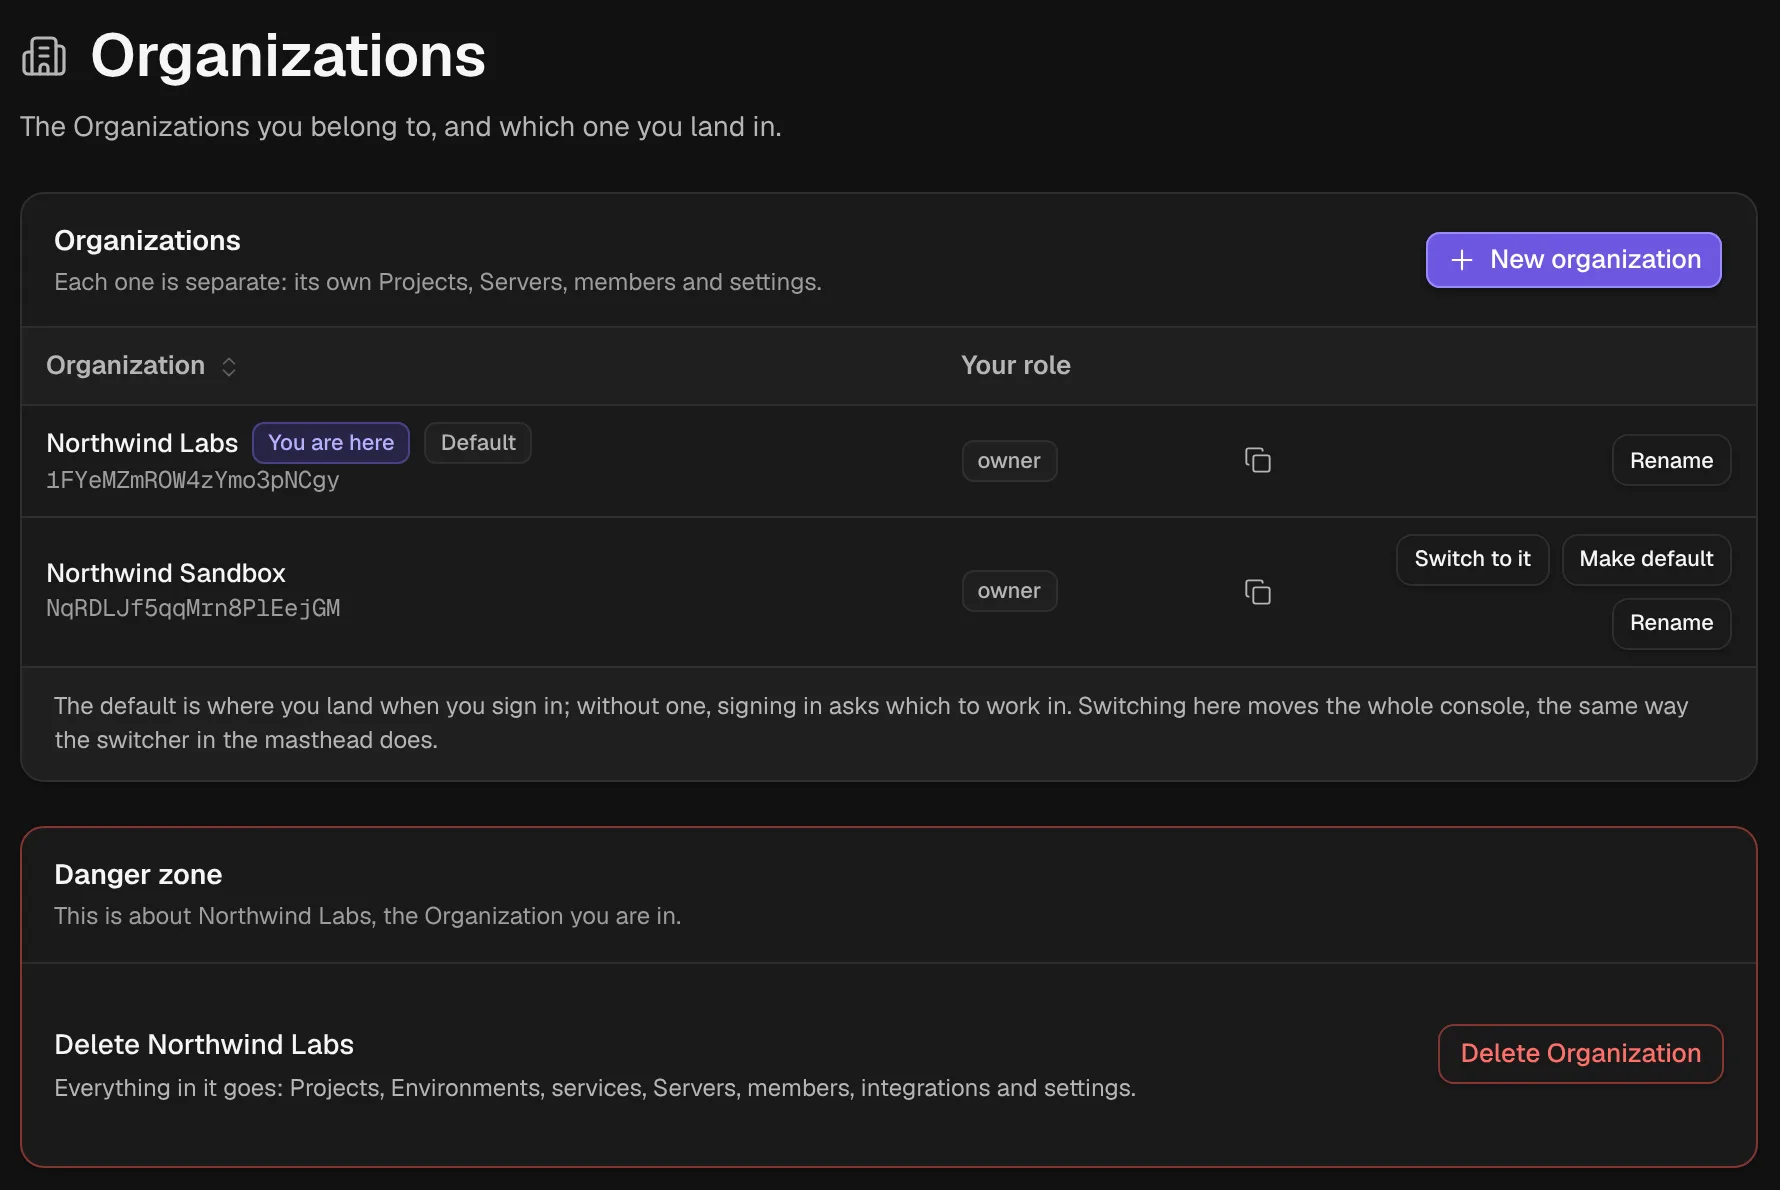 Organizations
The Organizations you belong to, and which one you land in.
Organizations
Each one is separate: its own Projects, Servers, members and settings.
New organization
Organization
Your role
Northwind Labs You are here Default
1FYeMZmROW4zYmo3pNCgy
owner
Rename
Northwind Sandbox
NqRDLJf5qqMrn8PlEejGM
owner
Switch to it
Make default
Rename
The default is where you land when you sign in; without one, signing in asks which to work in. Switching here moves the whole console, the same way
the switcher in the masthead does.
Danger zone
This is about Northwind Labs, the Organization you are in.
Delete Northwind Labs
Everything in it goes: Projects, Environments, services, Servers, members, integrations and settings.
Delete Organization